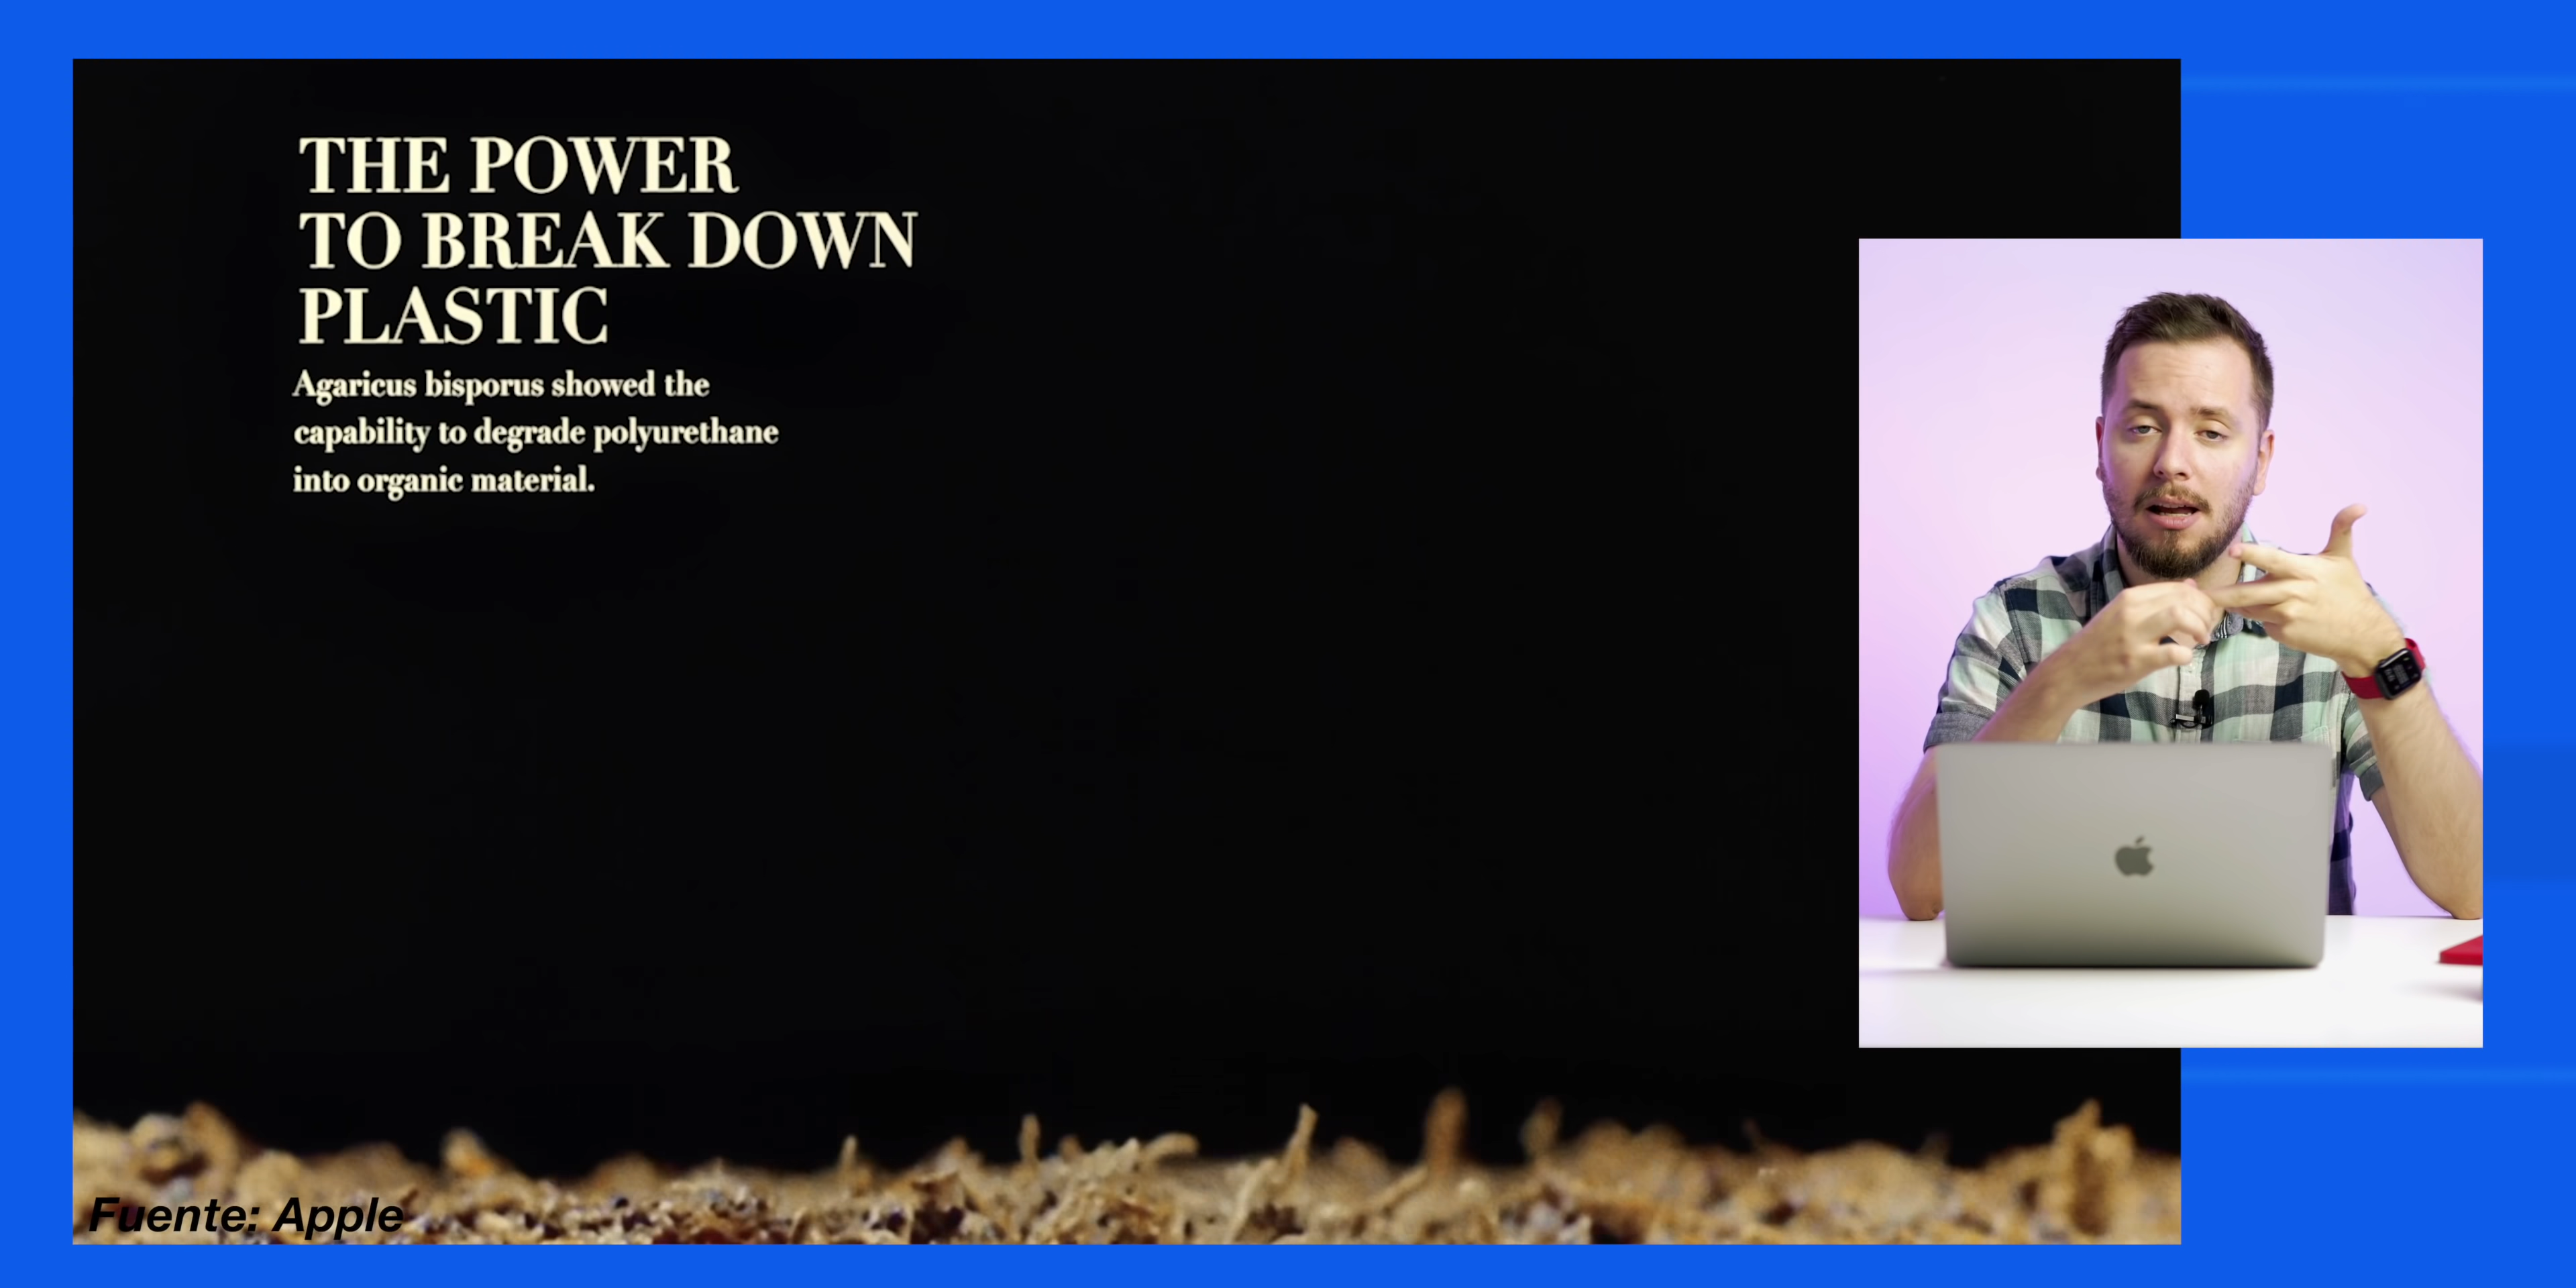 THE POWER
TO BREAK DOWN
PLASTIC
Agaricus bisporus showed the
capability to degrade polyurethane
into organic material.
Fuente: Apple